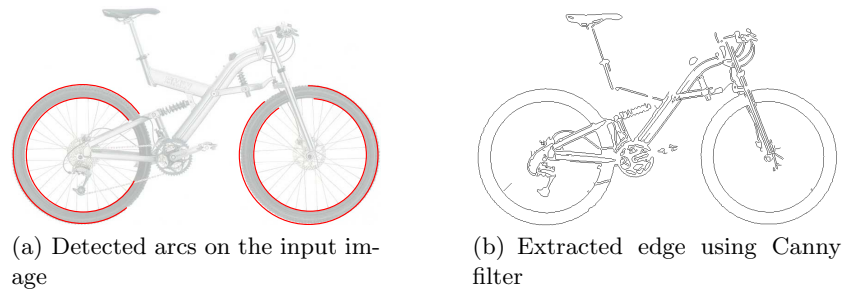 (a) Detected arcs on the input im-
age
(b) Extracted edge using Canny
filter